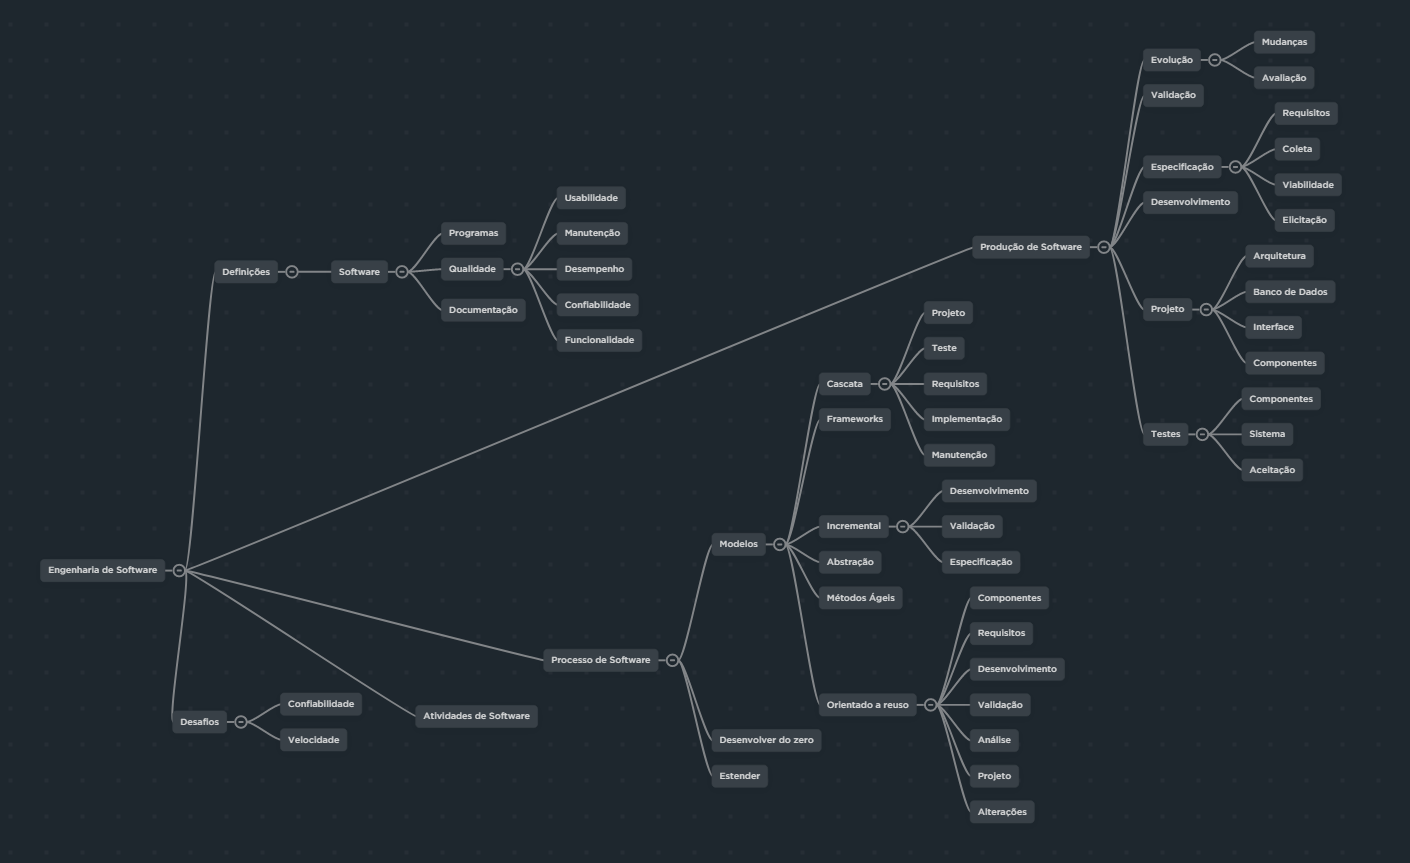 Engenharia de Software
Definições
Software
Programas
Qualidade
Usabilidade
Manutenção
Desempenho
Confiabilidade
Funcionalidade
Documentação
Produção de Software
Evolução
Mudanças
Avaliação
Validação
Especificação
Requisitos
Coleta
Viabilidade
Elicitação
Desenvolvimento
Projeto
Arquitetura
Banco de Dados
Interface
Componentes
Testes
Componentes
Sistema
Aceitação
Processo de Software
Modelos
Cascata
Projeto
Teste
Requisitos
Implementação
Manutenção
Frameworks
Incremental
Desenvolvimento
Validação
Especificação
Abstração
Métodos Ágeis
Orientado a reuso
Componentes
Requisitos
Desenvolvimento
Validação
Análise
Projeto
Alterações
Desenvolver do zero
Estender
Atividades de Software
Desafios
Confiabilidade
Velocidade